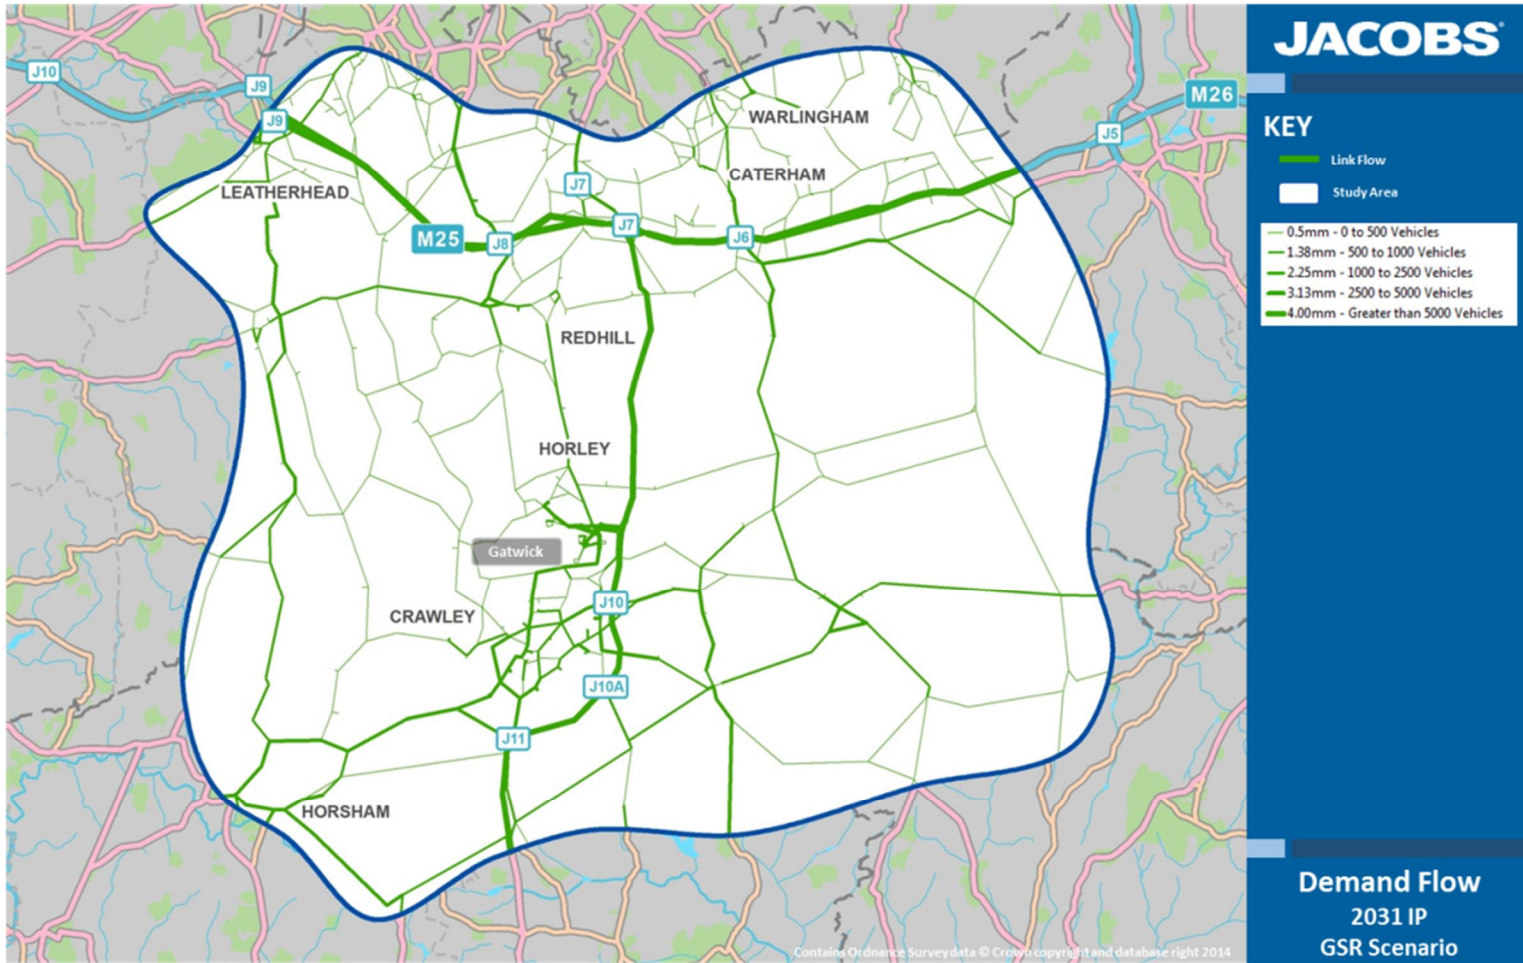 JACOBS
J10
J9
J9
M26
J5
WARLINGHAM
KEY
Link Flow
Study Area
LEATHERHEAD
CATERHAM
J7
M25
J8
J7
J6
0.5mm - 0 to 500 Vehicles
1.38mm - 500 to 1000 Vehicles
2.25mm - 1000 to 2500 Vehicles
3.13mm - 2500 to 5000 Vehicles
4.00mm - Greater than 5000 Vehicles
REDHILL
HORLEY
Gatwick
CRAWLEY
J10
J10A
J11
HORSHAM
Demand Flow
2031 IP
GSR Scenario
Contains Ordnance Survey data © Crown copyright and database right 2014